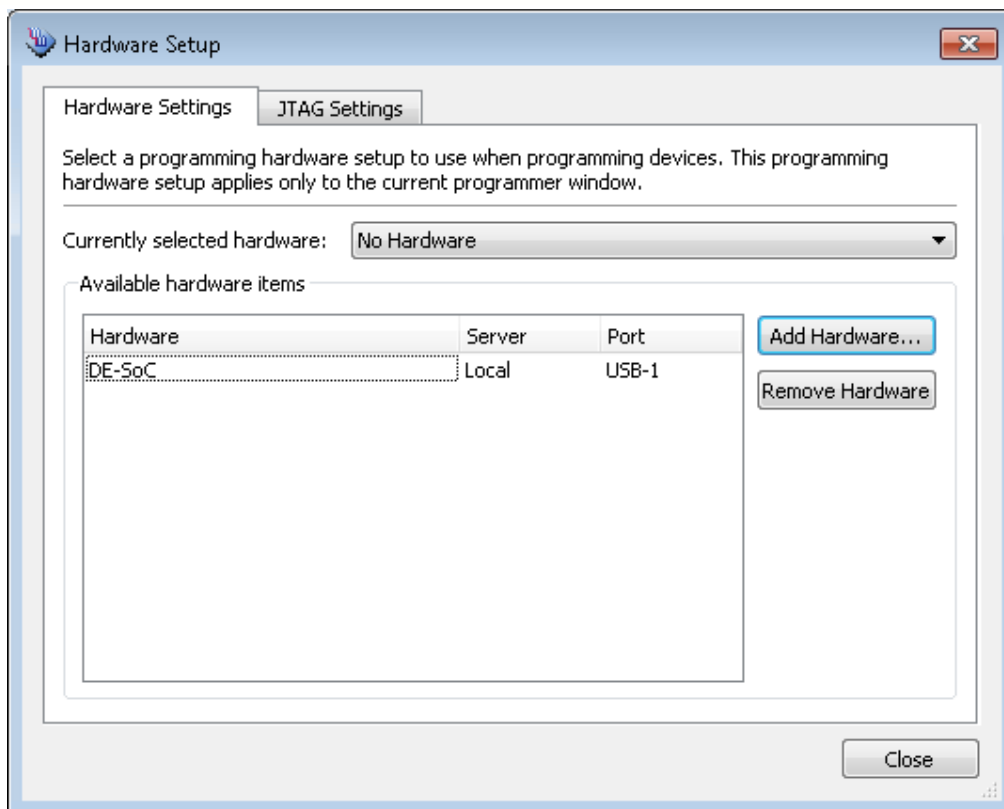 Hardware Setup
Hardware Settings
JTAG Settings
Select a programming hardware setup to use when programming devices. This programming
hardware setup applies only to the current programmer window.
Currently selected hardware:
No Hardware
Available hardware items
Hardware Server Port
DE-SoC Local USB-1
Add Hardware...
Remove Hardware
Close